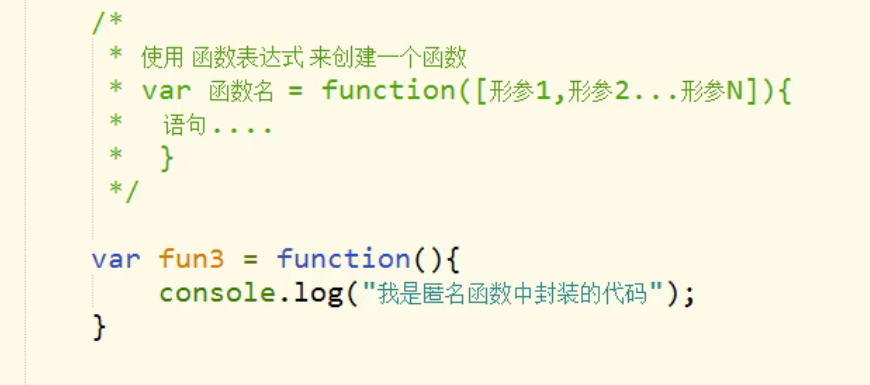 /*
 * 使用 函数表达式 来创建一个函数
 * var 函数名 = function([形参1,形参2...形参N]){
 *  语句....
 *  }
 */
var fun3 = function(){
    console.log("我是匿名函数中封装的代码");
}